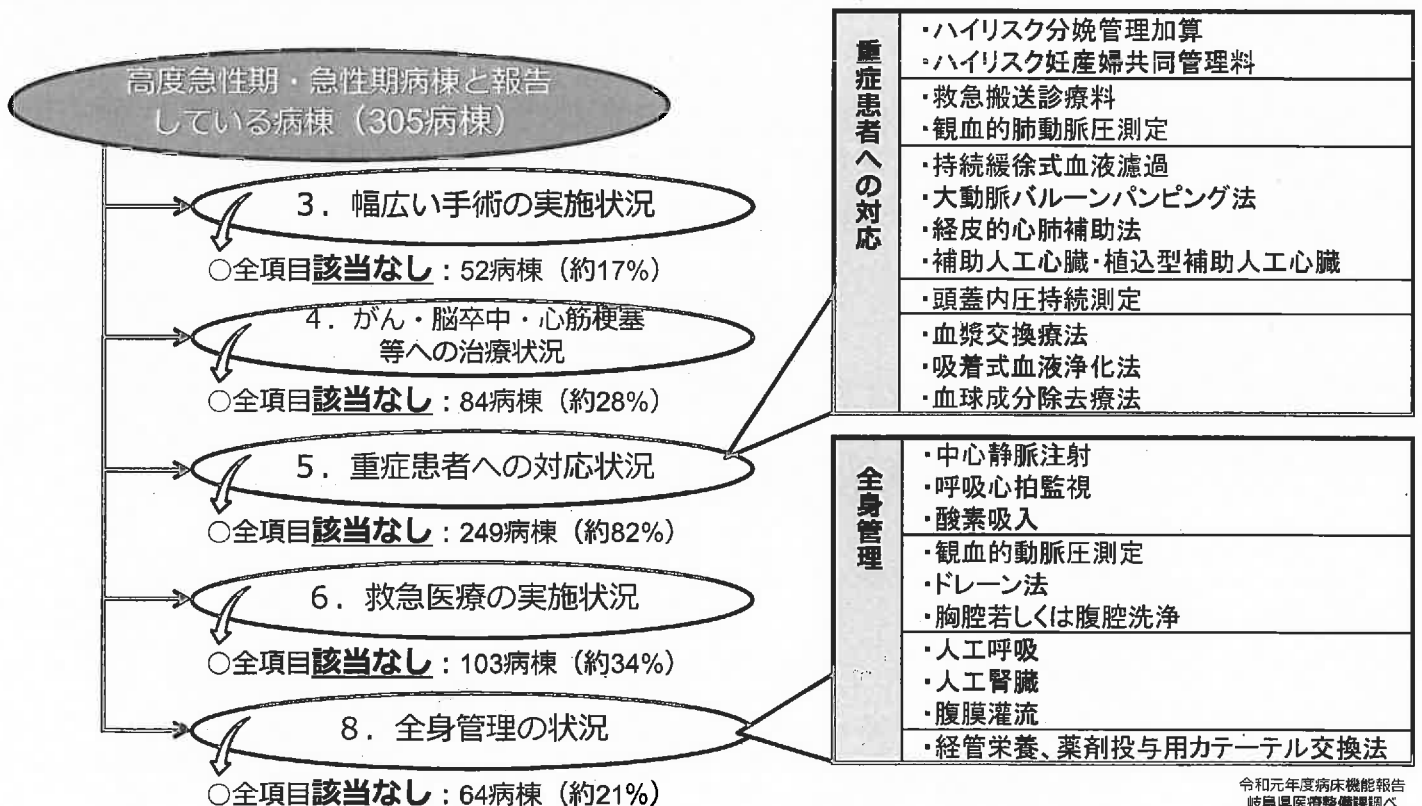 高度急性期・急性期病棟と報告
している病棟（305病棟）
3．幅広い手術の実施状況
○全項目該当なし：52病棟（約17%）
4．がん・脳卒中・心筋梗塞
等への治療状況
○全項目該当なし：84病棟（約28%）
5．重症患者への対応状況
○全項目該当なし：249病棟（約82%）
6．救急医療の実施状況
○全項目該当なし：103病棟（約34%）
8．全身管理の状況
○全項目該当なし：64病棟（約21%）
重症患者への対応
・ハイリスク分娩管理加算
・ハイリスク妊産婦共同管理料
・救急搬送診療料
・観血的肺動脈圧測定
・持続緩徐式血液濾過
・大動脈バルーンパンピング法
・経皮的心肺補助法
・補助人工心臓・植込型補助人工心臓
・頭蓋内圧持続測定
・血漿交換療法
・吸着式血液浄化法
・血球成分除去療法
全身管理
・中心静脈注射
・呼吸心拍監視
・酸素吸入
・観血的動脈圧測定
・ドレーン法
・胸腔若しくは腹腔洗浄
・人工呼吸
・人工腎臓
・腹膜灌流
・経管栄養、薬剤投与用カテーテル交換法
令和元年度病床機能報告
岐阜県医療整備課調べ